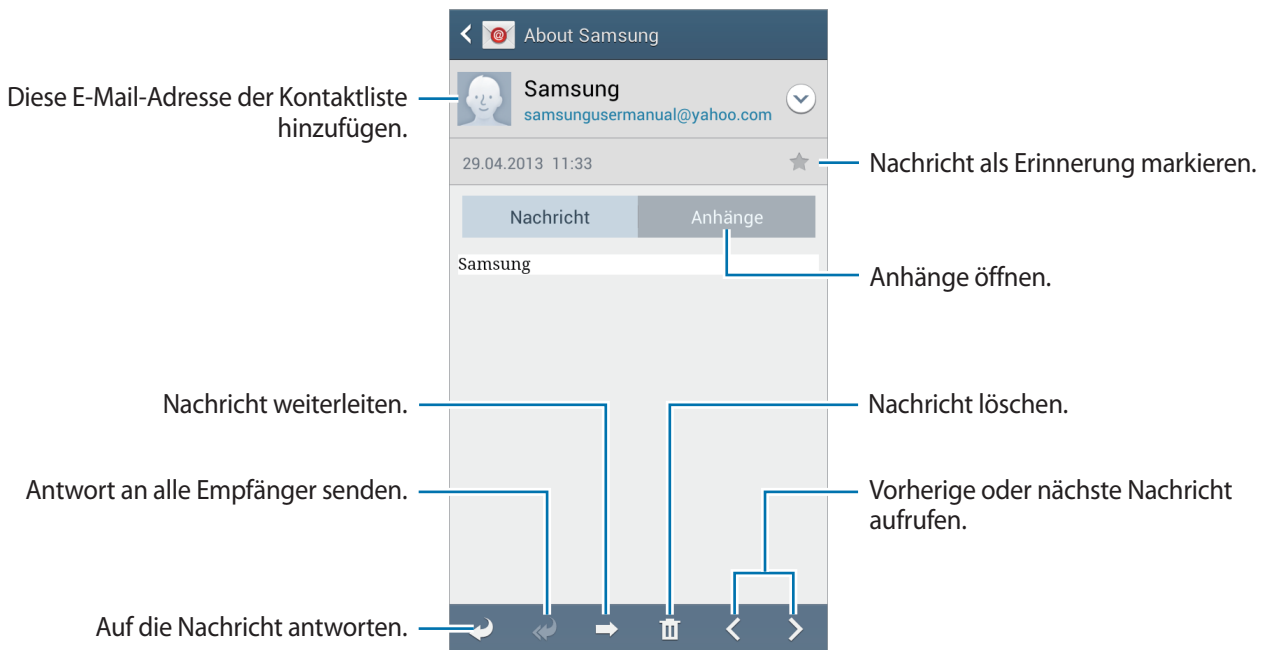 About Samsung
Diese E-Mail-Adresse der Kontaktliste
hinzufügen.
Samsung
samsungusermanual@yahoo.com
29.04.2013 11:33
Nachricht als Erinnerung markieren.
Nachricht
Anhänge
Samsung
Anhänge öffnen.
Nachricht weiterleiten.
Nachricht löschen.
Antwort an alle Empfänger senden.
Vorherige oder nächste Nachricht
aufrufen.
Auf die Nachricht antworten.